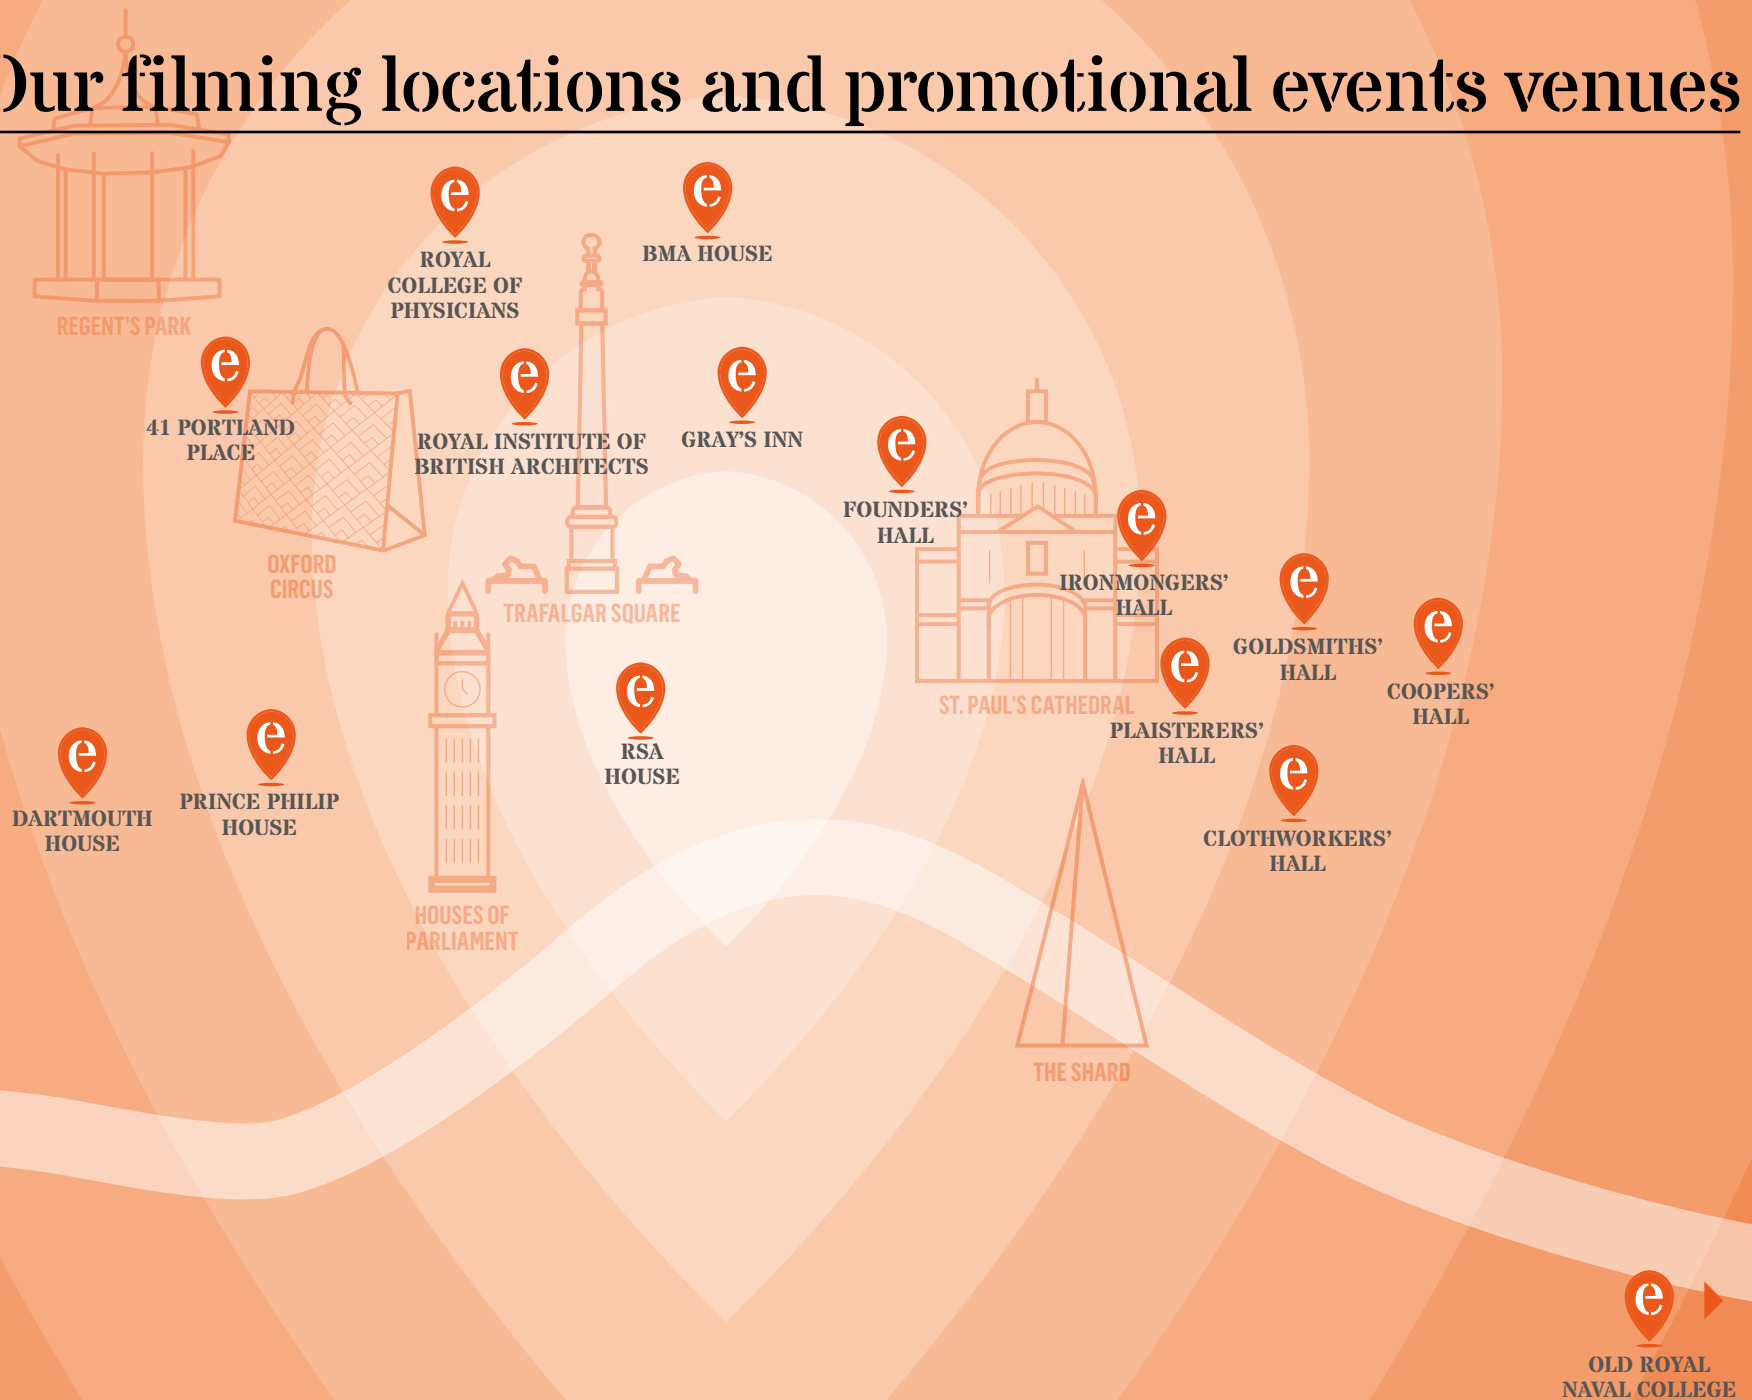 Our filming locations and promotional events venues
e
ROYAL
COLLEGE OF
PHYSICIANS
e
BMA HOUSE
REGENT'S PARK
e
41 PORTLAND
PLACE
e
ROYAL INSTITUTE OF
BRITISH ARCHITECTS
e
GRAY'S INN
e
FOUNDERS'
HALL
OXFORD
CIRCUS
TRAFALGAR SQUARE
e
IRONMONGERS'
HALL
e
GOLDSMITHS'
HALL
e
COOPERS'
HALL
e
PLAISTERERS'
HALL
ST. PAUL'S CATHEDRAL
e
RSA
HOUSE
e
DARTMOUTH
HOUSE
e
PRINCE PHILIP
HOUSE
e
CLOTHWORKERS'
HALL
HOUSES OF
PARLIAMENT
THE SHARD
e
OLD ROYAL
NAVAL COLLEGE